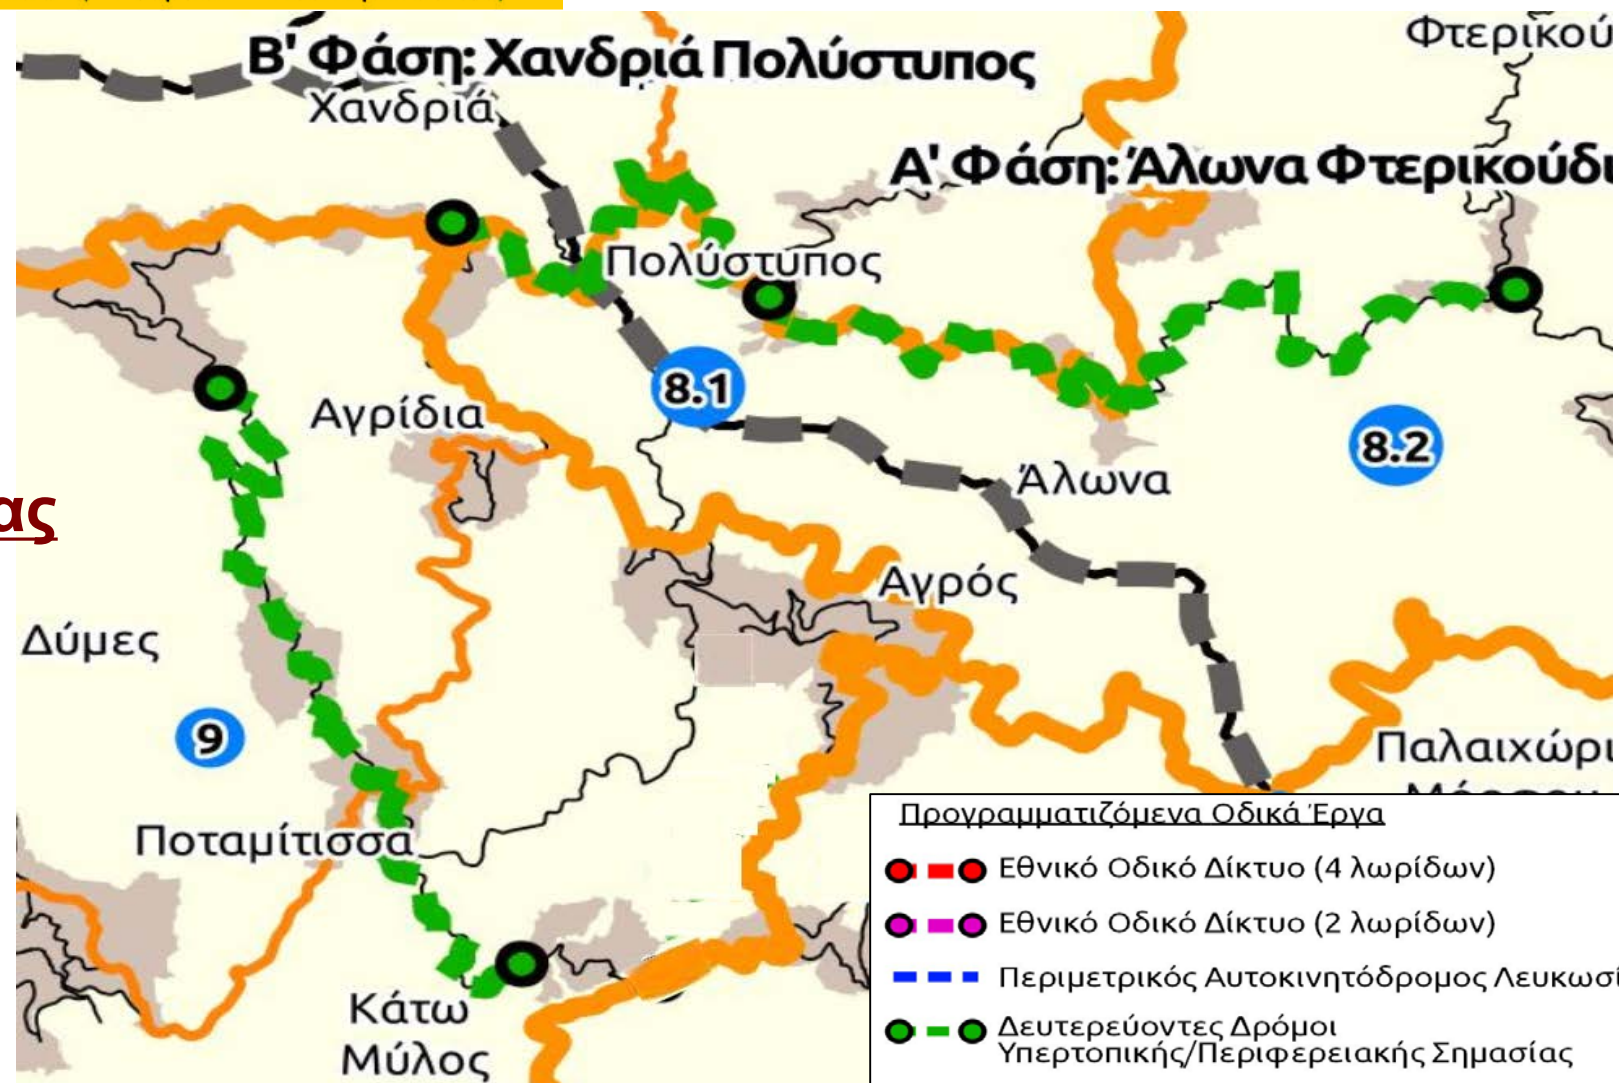 Φτερικού
Β' Φάση: Χανδριά Πολύστυπος
Χανδριά
Α' Φάση: Άλωνα Φτερικούδι
Πολύστυπος
8.1
Αγρίδια
8.2
Άλωνα
ας
Αγρός
Δύμες
9
Παλαιχώρι
Ποταμίτισσα
Κάτω
Μύλος
Προγραμματιζόμενα Οδικά Έργα
Εθνικό Οδικό Δίκτυο (4 λωρίδων)
Εθνικό Οδικό Δίκτυο (2 λωρίδων)
Περιμετρικός Αυτοκινητόδρομος Λευκωσί
Δευτερεύοντες Δρόμοι
Υπερτοπικής/Περιφερειακής Σημασίας